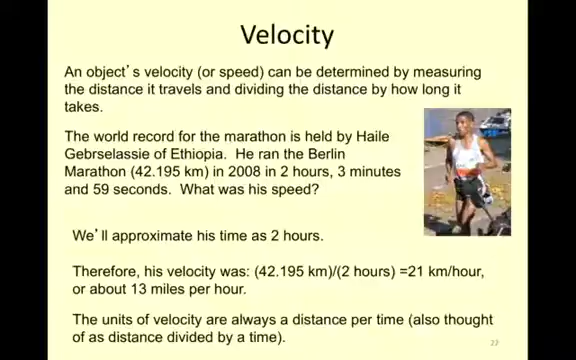 Velocity
An object's velocity (or speed) can be determined by measuring
the distance it travels and dividing the distance by how long it
takes.
The world record for the marathon is held by Haile
Gebrselassie of Ethiopia.  He ran the Berlin
Marathon (42.195 km) in 2008 in 2 hours, 3 minutes
and 59 seconds.  What was his speed?
We'll approximate his time as 2 hours.
Therefore, his velocity was: (42.195 km)/(2 hours) =21 km/hour,
or about 13 miles per hour.
The units of velocity are always a distance per time (also thought
of as distance divided by a time).